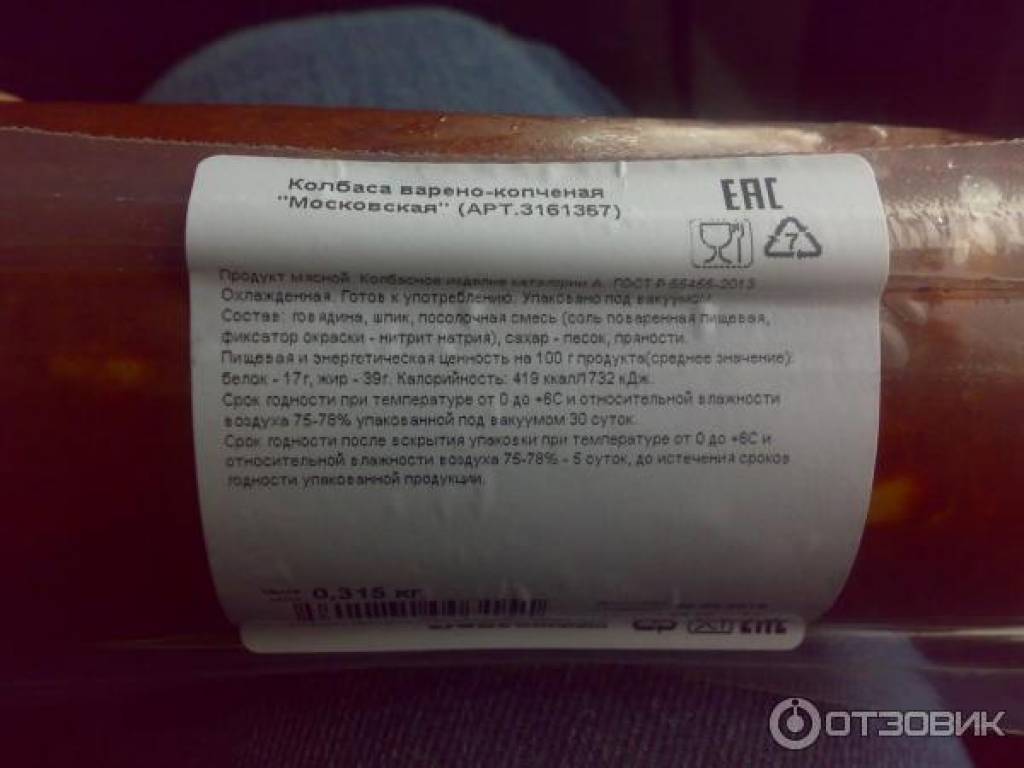 Колбаса варено-копченая
"Московская" (АРТ.3161357)
EAC
7
Продукт мясной. Колбасное изделие категории А. ГОСТ Р 55455-2013
Охлажденная. Готов к употреблению. Упаковано под вакуумом.
Состав: говядина, шпик, посолочная смесь (соль поваренная пищевая,
фиксатор окраски - нитрит натрия), сахар - песок, пряности.
Пищевая и энергетическая ценность на 100 г продукта(среднее значение):
белок - 17г, жир - 39г. Калорийность: 419 ккал/1732 кДж.
Срок годности при температуре от 0 до +6С и относительной влажности
воздуха 75-78% упакованной под вакуумом 30 суток.
Срок годности после вскрытия упаковки при температуре от 0 до +6С и
относительной влажности воздуха 75-78% - 5 суток, до истечения сроков
годности упакованной продукции.
0,315 кг
ОТЗОВИК